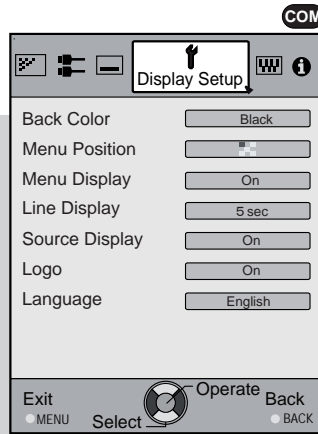 COM
Display Setup
Back Color Black
Menu Position
Menu Display On
Line Display 5 sec
Source Display On
Logo On
Language English
Exit Operate Back
MENU Select BACK